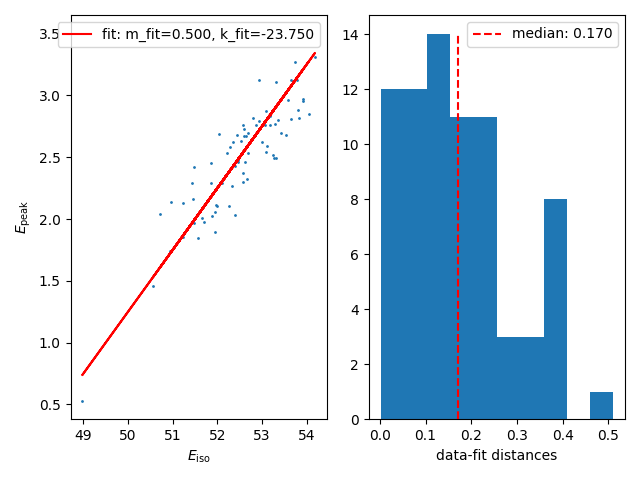 fit: m_fit=0.500, k_fit=-23.750
3.5
3.0
2.5
2.0
1.5
1.0
0.5
E_peak
49 50 51 52 53 54
E_iso
median: 0.170
14
12
10
8
6
4
2
0
0.0 0.1 0.2 0.3 0.4 0.5
data-fit distances